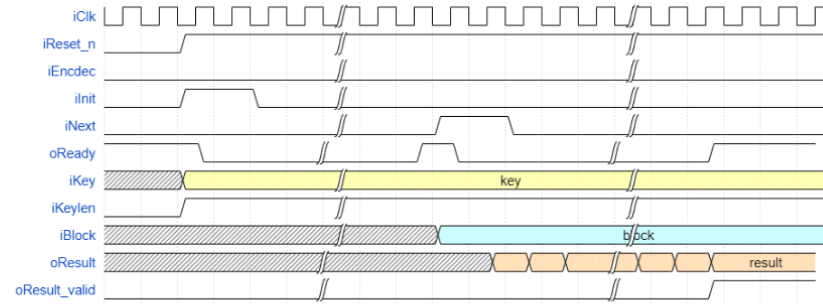 iClk
iReset_n
iEncdec
iInit
iNext
oReady
iKey key
iKeylen
iBlock block
oResult result
oResult_valid